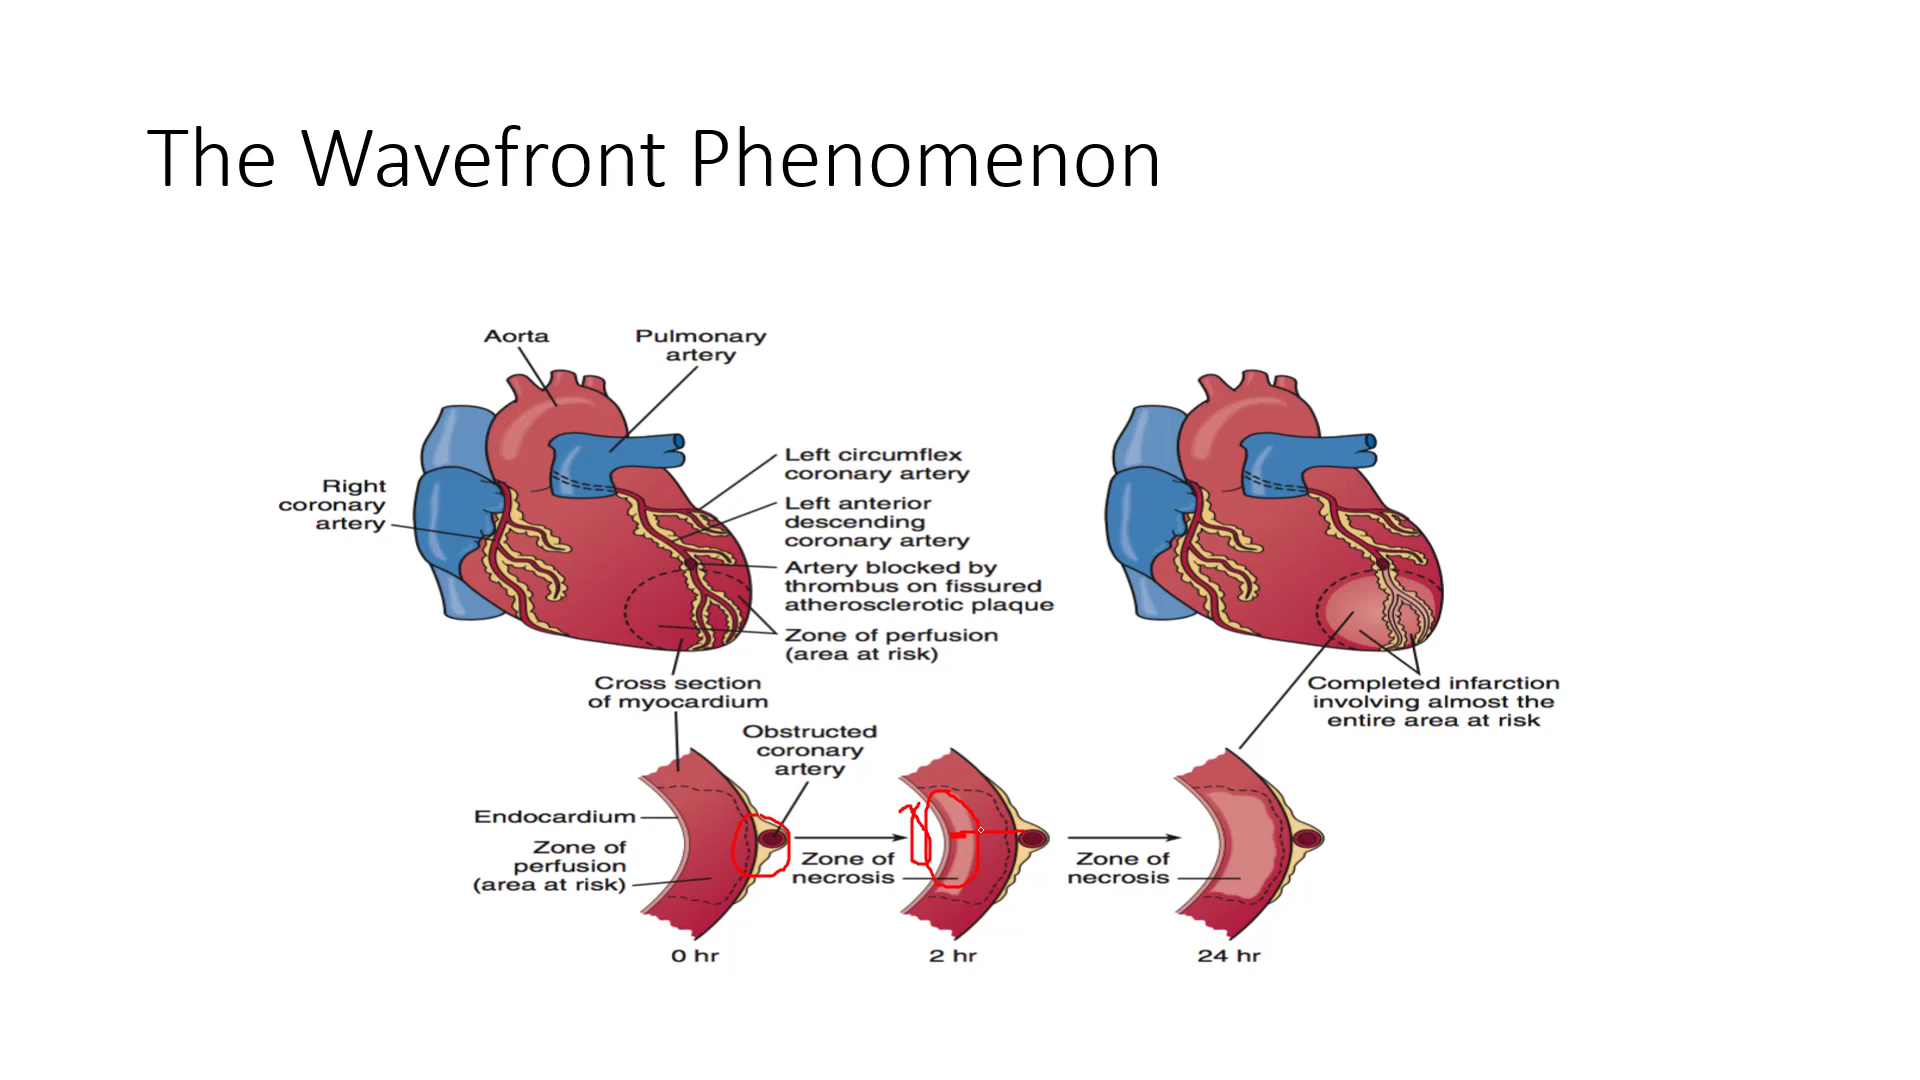 The Wavefront Phenomenon
Aorta
Pulmonary
artery
Right
coronary
artery
Left circumflex
coronary artery
Left anterior
descending
coronary artery
Artery blocked by
thrombus on fissured
atherosclerotic plaque
Zone of perfusion
(area at risk)
Cross section
of myocardium
Completed infarction
involving almost the
entire area at risk
Obstructed
coronary
artery
Endocardium
Zone of
perfusion
(area at risk)
Zone of
necrosis
Zone of
necrosis
0 hr
2 hr
24 hr